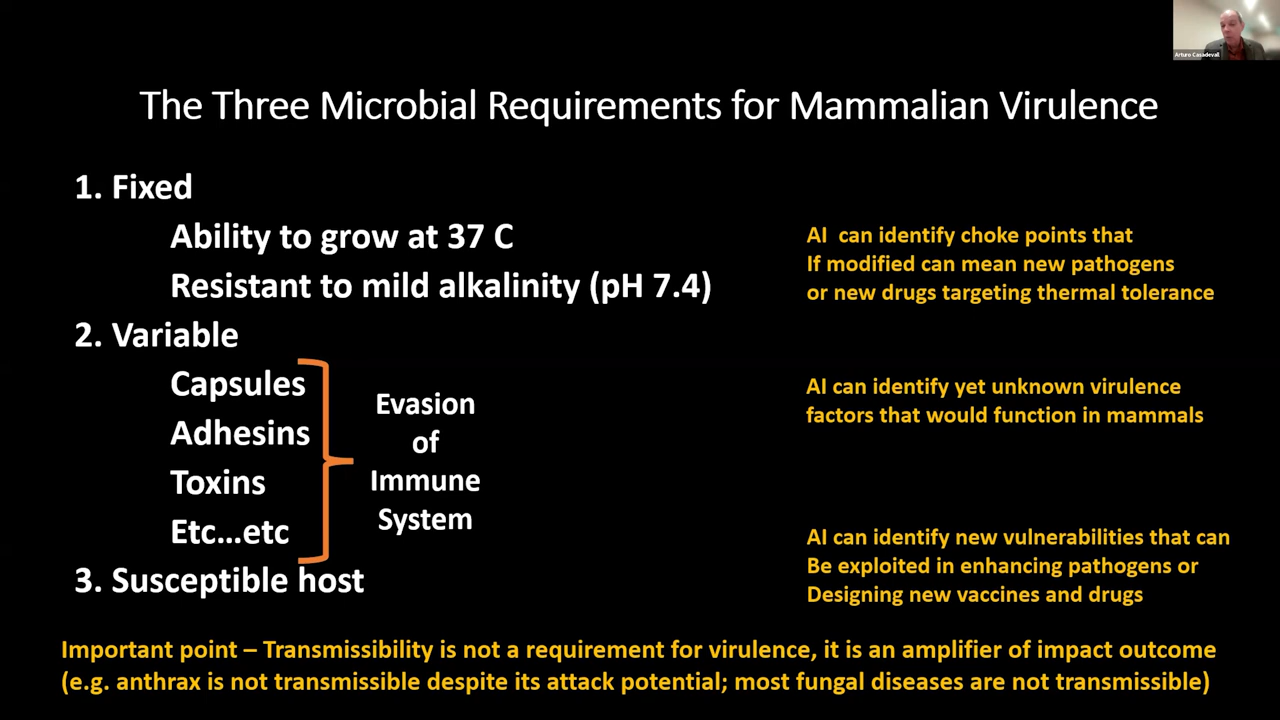 Arturo Casadevall
The Three Microbial Requirements for Mammalian Virulence
1. Fixed
Ability to grow at 37 C
Resistant to mild alkalinity (pH 7.4)
AI can identify choke points that
If modified can mean new pathogens
or new drugs targeting thermal tolerance
2. Variable
Capsules
Adhesins
Toxins
Etc...etc
Evasion
of
Immune
System
AI can identify yet unknown virulence
factors that would function in mammals
3. Susceptible host
AI can identify new vulnerabilities that can
Be exploited in enhancing pathogens or
Designing new vaccines and drugs
Important point – Transmissibility is not a requirement for virulence, it is an amplifier of impact outcome
(e.g. anthrax is not transmissible despite its attack potential; most fungal diseases are not transmissible)